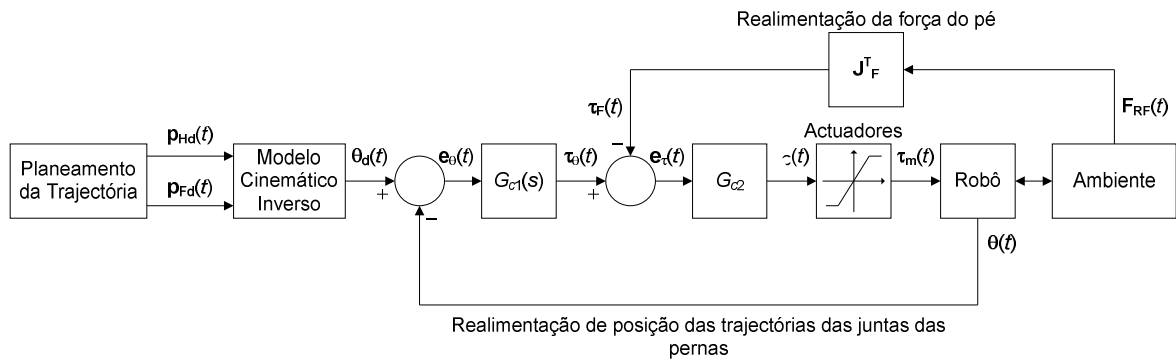 Realimentação da força do pé
J^T_F
τ_F(t)
F_RF(t)
Actuadores
Planeamento
da Trajectória
p_Hd(t)
p_Fd(t)
Modelo
Cinemático
Inverso
θ_d(t)
+
−
e_θ(t)
G_c1(s)
τ_θ(t)
+
−
e_τ(t)
G_c2
(t)
τ_m(t)
Robô
Ambiente
θ(t)
Realimentação de posição das trajectórias das juntas das
pernas